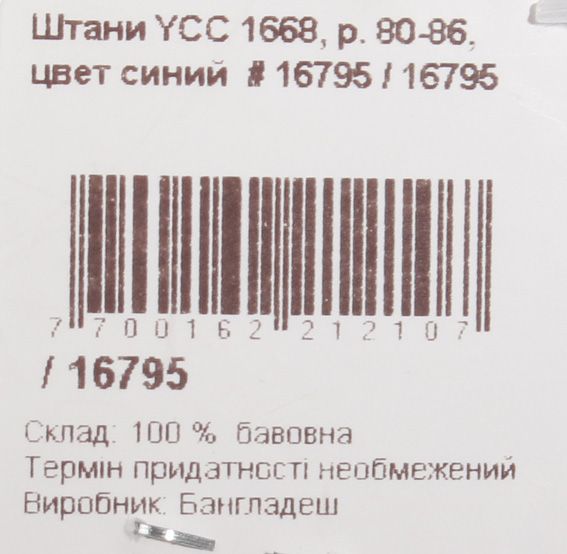 Штани YCC 1668, р. 80-86,
цвет синий # 16795 / 16795
7 700162 212107
/ 16795
Склад: 100 % бавовна
Термін придатності необмежений
Виробник: Бангладеш